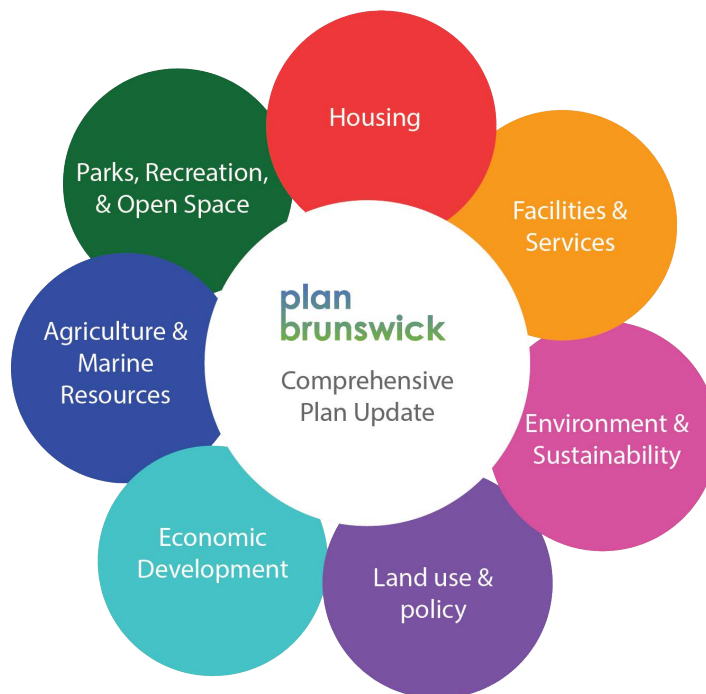 Housing
Facilities &
Services
Environment &
Sustainability
Land use &
policy
Economic
Development
Agriculture &
Marine
Resources
Parks, Recreation,
& Open Space
plan
brunswick
Comprehensive
Plan Update